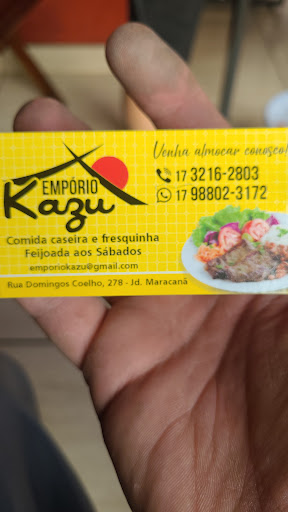 EMPÓRIO
Kazu
Venha almoçar conosco!
17 3216-2803
17 98802-3172
Comida caseira e fresquinha
Feijoada aos Sábados
emporiokazu@gmail.com
Rua Domingos Coelho, 278 - Jd. Maracanã